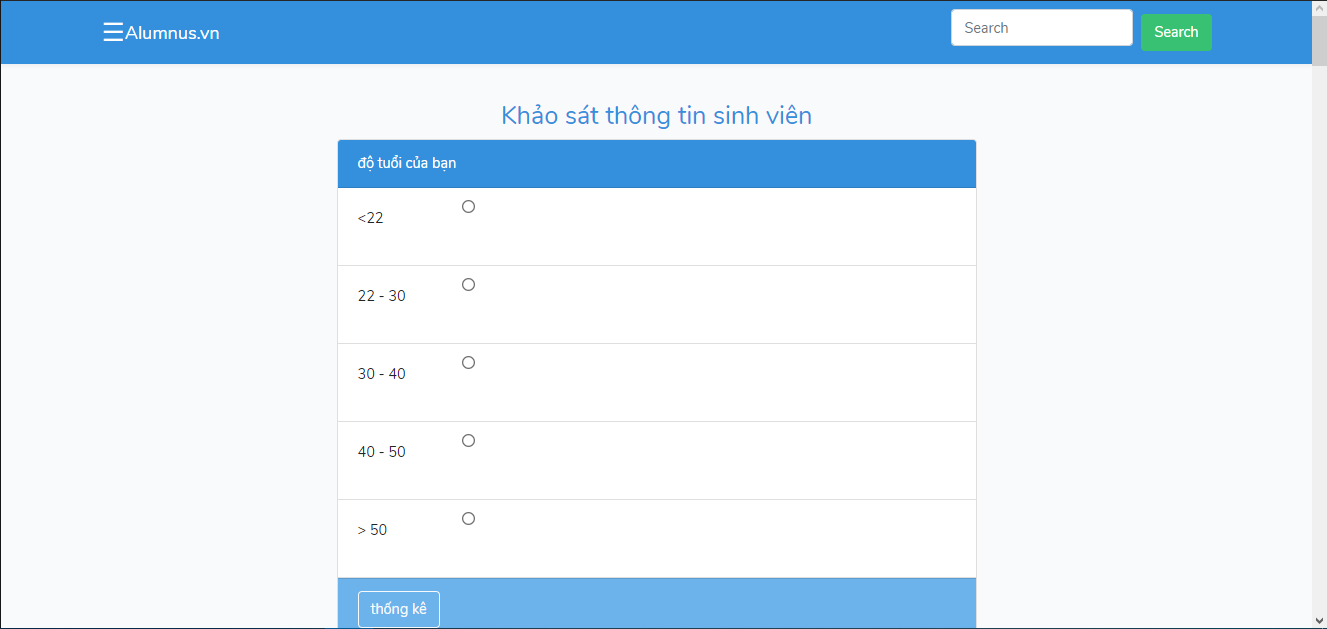 ☰Alumnus.vn
Search
Search
Khảo sát thông tin sinh viên
độ tuổi của bạn
<22
22 - 30
30 - 40
40 - 50
> 50
thống kê